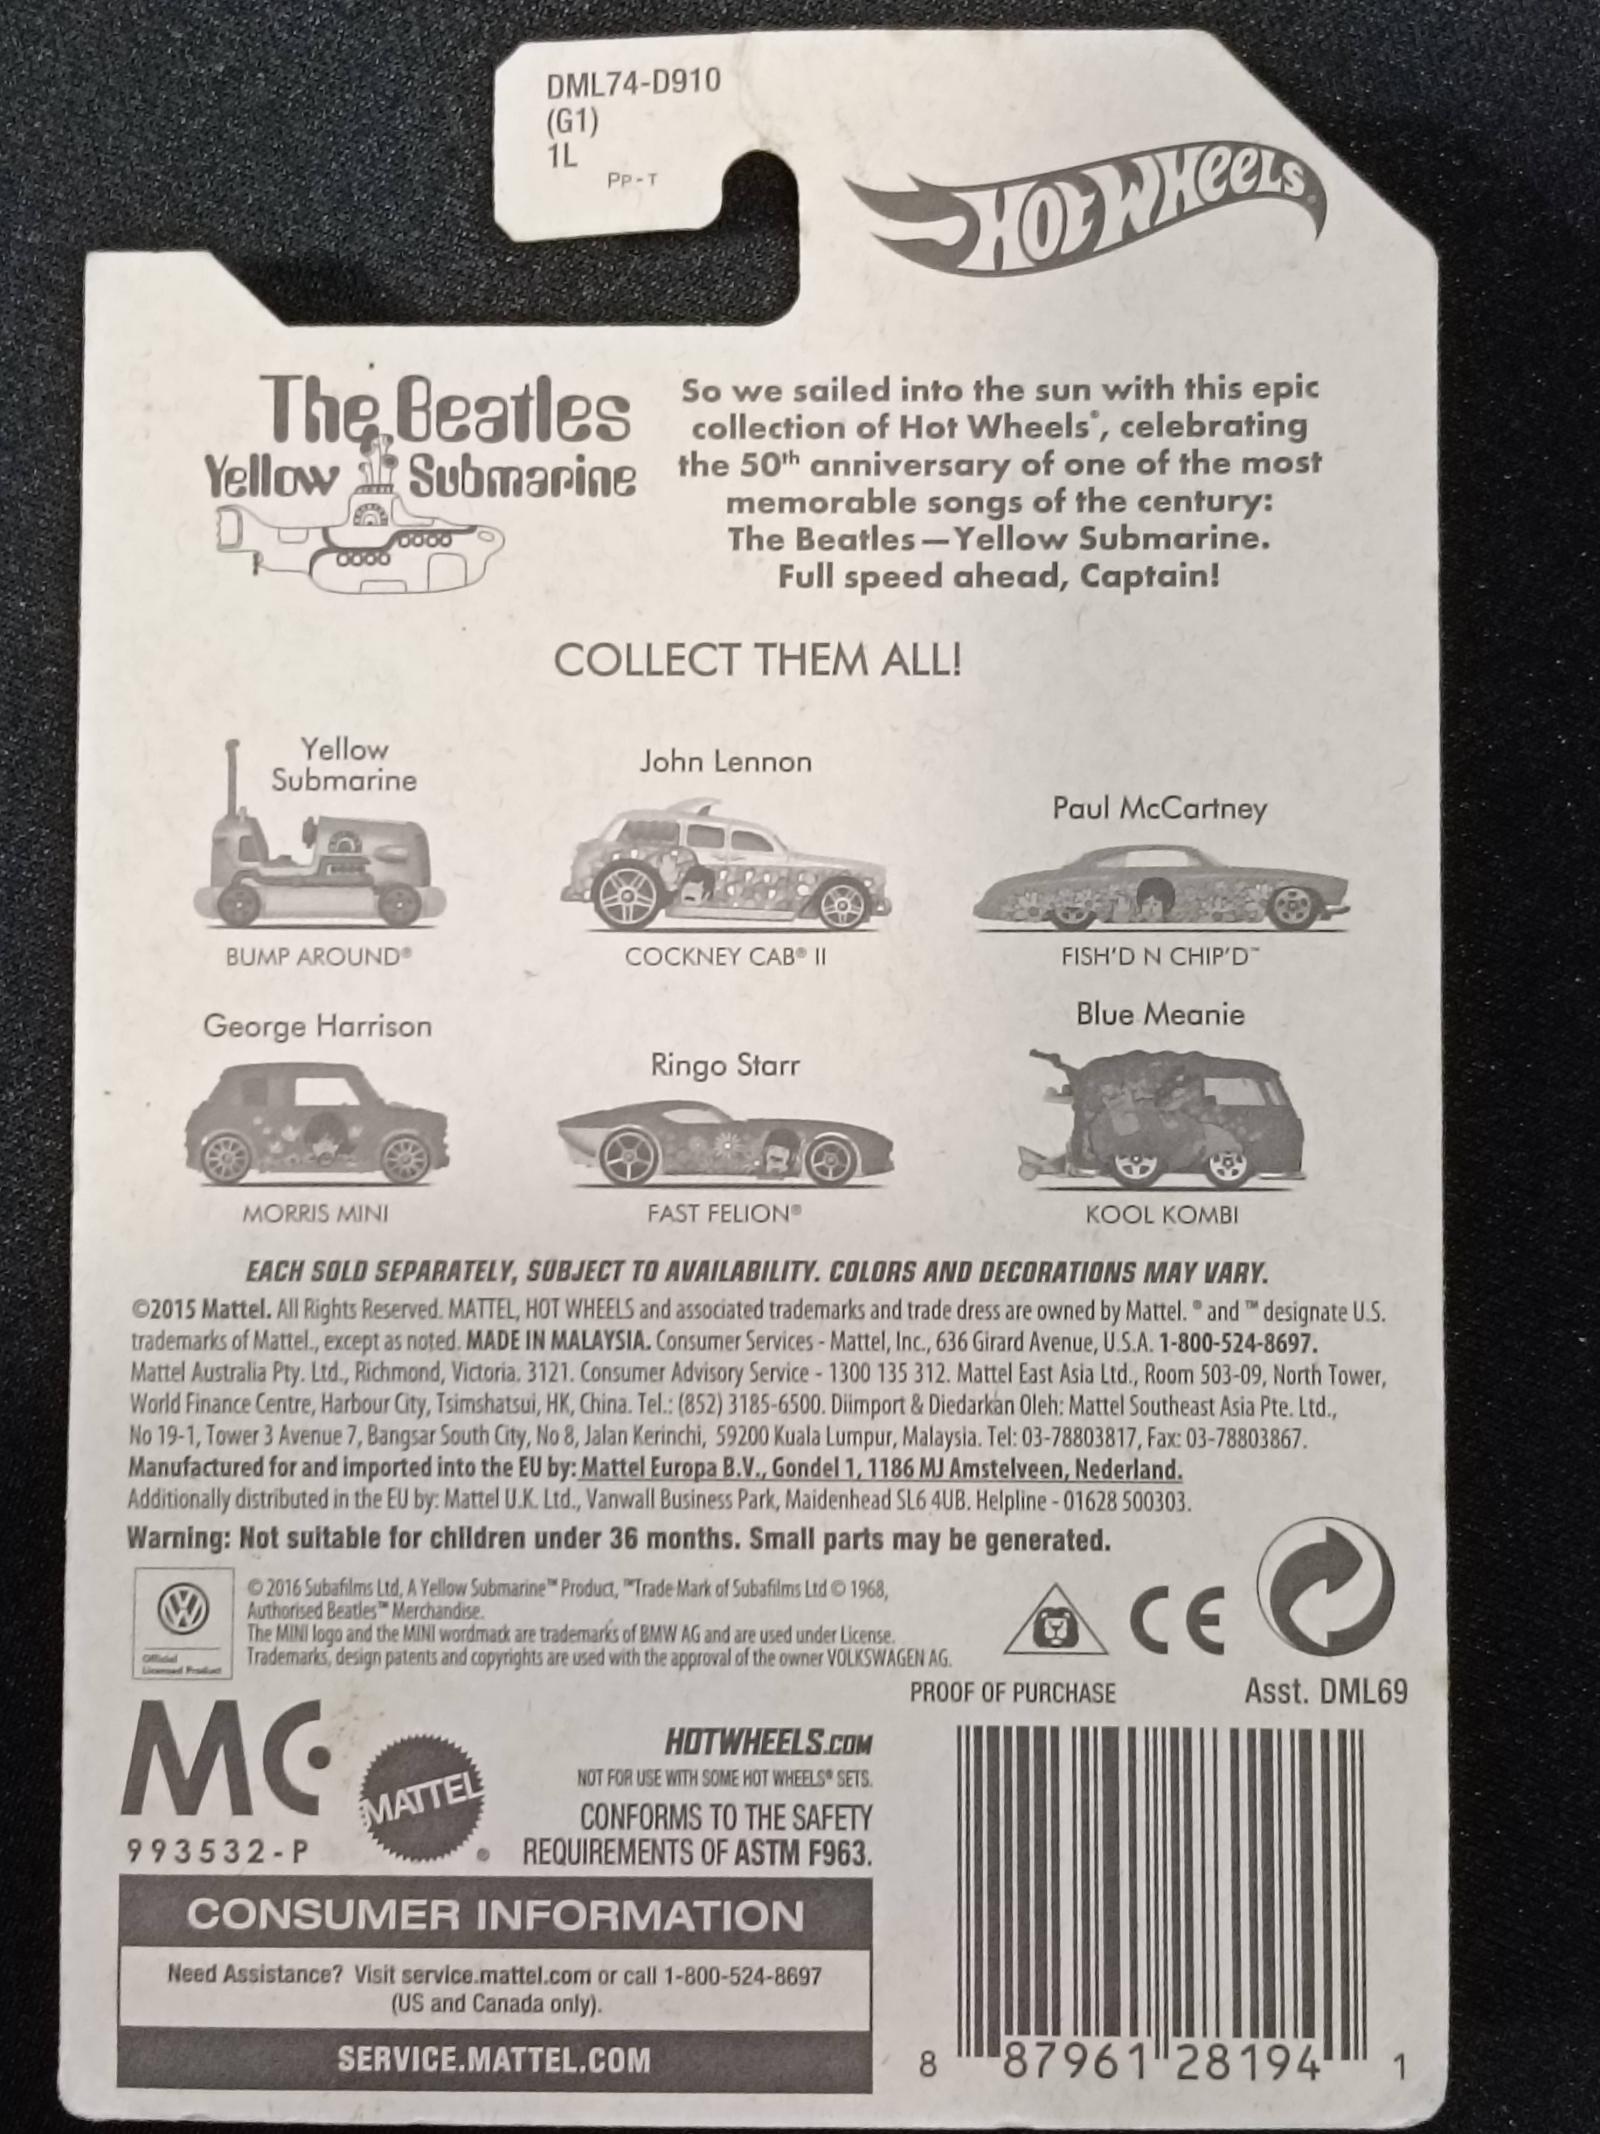 DML74-D910
(G1)
1L
PP-T
HOT WHEELS®
The Beatles
Yellow Submarine
So we sailed into the sun with this epic
collection of Hot Wheels®, celebrating
the 50th anniversary of one of the most
memorable songs of the century:
The Beatles—Yellow Submarine.
Full speed ahead, Captain!
COLLECT THEM ALL!
Yellow
Submarine
BUMP AROUND®
John Lennon
COCKNEY CAB® II
Paul McCartney
FISH'D N CHIP'D™
George Harrison
MORRIS MINI
Ringo Starr
FAST FELION®
Blue Meanie
KOOL KOMBI
EACH SOLD SEPARATELY, SUBJECT TO AVAILABILITY. COLORS AND DECORATIONS MAY VARY.
©2015 Mattel. All Rights Reserved. MATTEL, HOT WHEELS and associated trademarks and trade dress are owned by Mattel. ® and ™ designate U.S.
trademarks of Mattel., except as noted. MADE IN MALAYSIA. Consumer Services - Mattel, Inc., 636 Girard Avenue, U.S.A. 1-800-524-8697.
Mattel Australia Pty. Ltd., Richmond, Victoria. 3121. Consumer Advisory Service - 1300 135 312. Mattel East Asia Ltd., Room 503-09, North Tower,
World Finance Centre, Harbour City, Tsimshatsui, HK, China. Tel.: (852) 3185-6500. Diimport & Diedarkan Oleh: Mattel Southeast Asia Pte. Ltd.,
No 19-1, Tower 3 Avenue 7, Bangsar South City, No 8, Jalan Kerinchi, 59200 Kuala Lumpur, Malaysia. Tel: 03-78803817, Fax: 03-78803867.
Manufactured for and imported into the EU by: Mattel Europa B.V., Gondel 1, 1186 MJ Amstelveen, Nederland.
Additionally distributed in the EU by: Mattel U.K. Ltd., Vanwall Business Park, Maidenhead SL6 4UB. Helpline - 01628 500303.
Warning: Not suitable for children under 36 months. Small parts may be generated.
Official
Licensed Product
© 2016 Subafilms Ltd, A Yellow Submarine™ Product, ™Trade Mark of Subafilms Ltd © 1968,
Authorised Beatles™ Merchandise.
The MINI logo and the MINI wordmark are trademarks of BMW AG and are used under License.
Trademarks, design patents and copyrights are used with the approval of the owner VOLKSWAGEN AG.
CE
PROOF OF PURCHASE
Asst. DML69
MC
993532-P
MATTEL®
HOTWHEELS.COM
NOT FOR USE WITH SOME HOT WHEELS® SETS.
CONFORMS TO THE SAFETY
REQUIREMENTS OF ASTM F963.
CONSUMER INFORMATION
Need Assistance? Visit service.mattel.com or call 1-800-524-8697
(US and Canada only).
SERVICE.MATTEL.COM
8 87961 28194 1